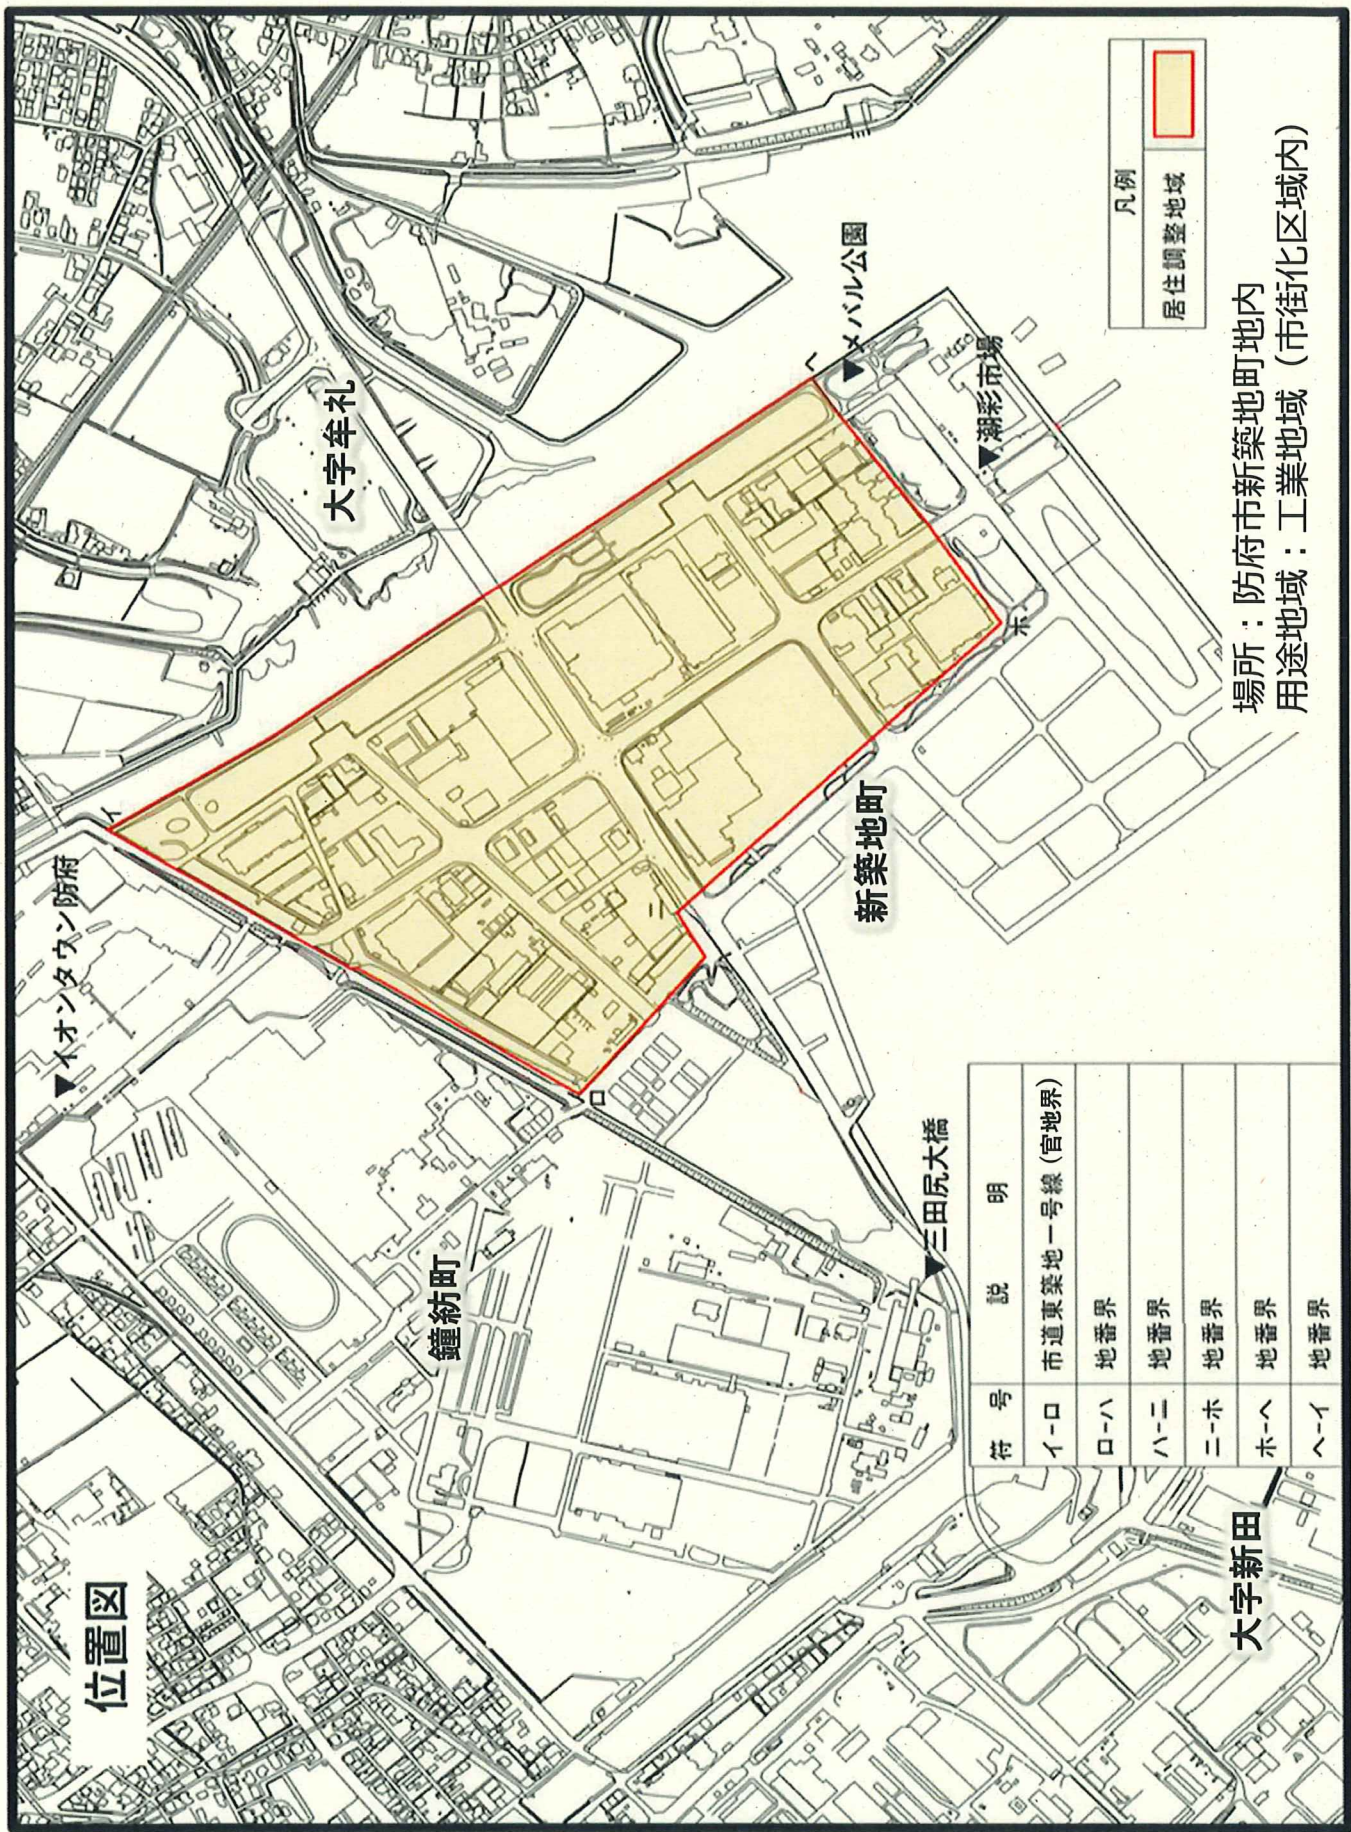 位置図
▼イオンタウン防府
大字牟礼
鐘紡町
新築地町
▼メバル公園
▼潮彩市場
▼三田尻大橋
大字新田
イ
ロ
ニ
ホ
ヘ
凡例
居住調整地域
場所：防府市新築地町地内
用途地域：工業地域（市街化区域内）
符号 説明
イ-ロ 市道東築地一号線（官地界）
ロ-ハ 地番界
ハ-ニ 地番界
ニ-ホ 地番界
ホ-ヘ 地番界
ヘ-イ 地番界